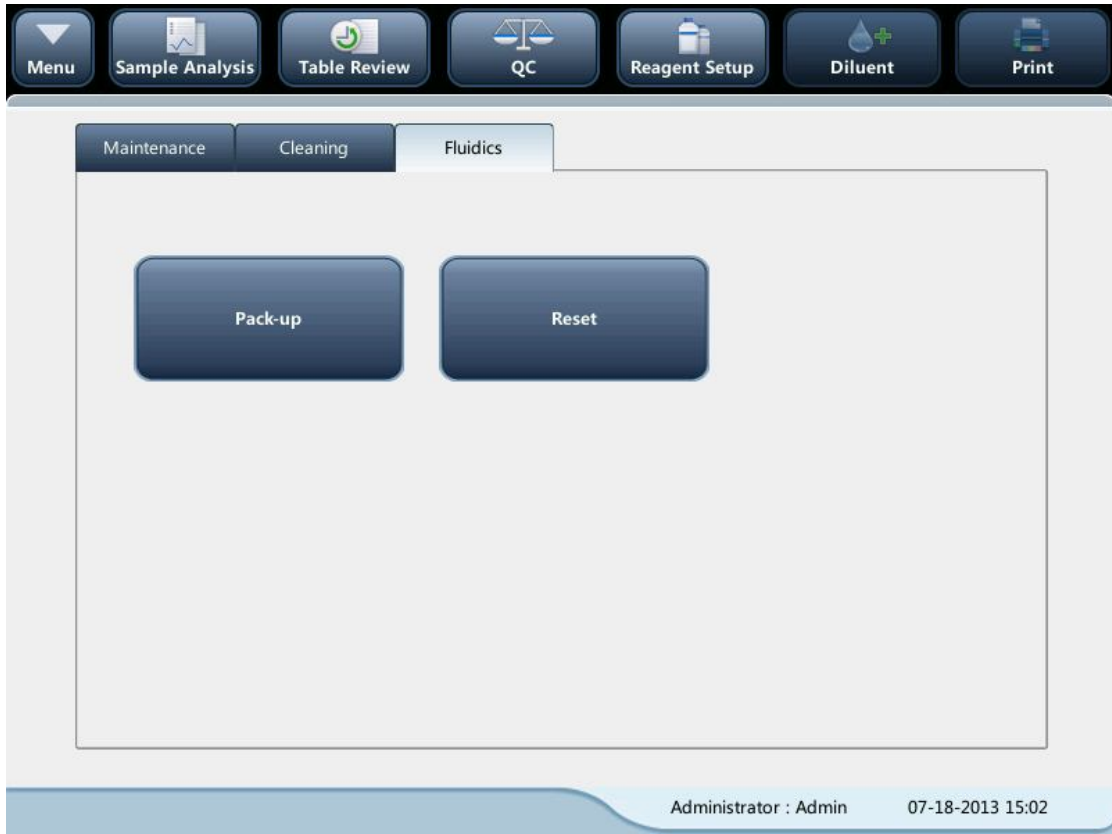 Menu Sample Analysis Table Review QC Reagent Setup Diluent Print
Maintenance Cleaning Fluidics
Pack-up Reset
Administrator : Admin 07-18-2013 15:02